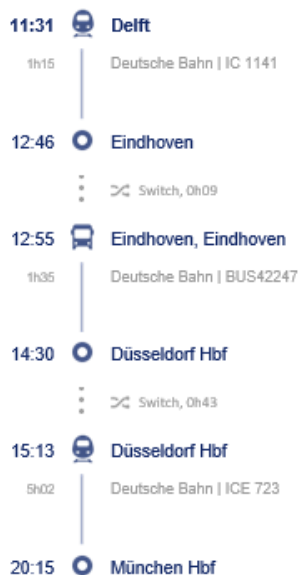 11:31 Delft
1h15 Deutsche Bahn | IC 1141
12:46 Eindhoven
Switch, 0h09
12:55 Eindhoven, Eindhoven
1h35 Deutsche Bahn | BUS42247
14:30 Düsseldorf Hbf
Switch, 0h43
15:13 Düsseldorf Hbf
5h02 Deutsche Bahn | ICE 723
20:15 München Hbf